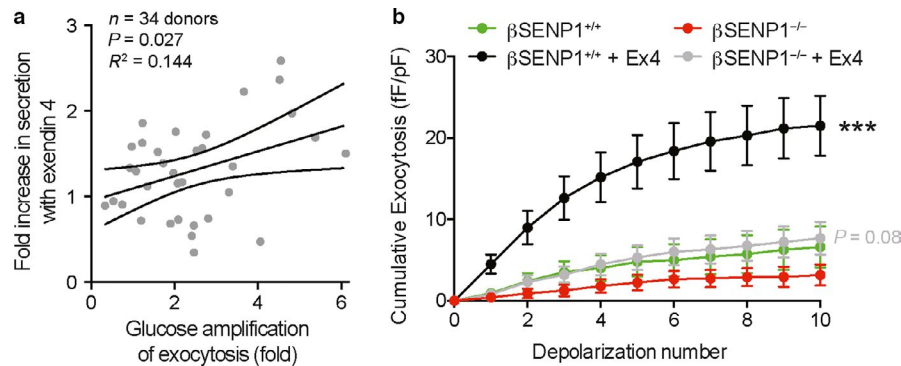 a
n = 34 donors
P = 0.027
R² = 0.144
Fold increase in secretion
with exendin 4
3
2
1
0
0
2
4
6
Glucose amplification
of exocytosis (fold)
b
βSENP1⁺/⁺
βSENP1⁻/⁻
βSENP1⁺/⁺ + Ex4
βSENP1⁻/⁻ + Ex4
Cumulative Exocytosis (fF/pF)
30
20
10
0
***
P = 0.08
0
2
4
6
8
10
Depolarization number